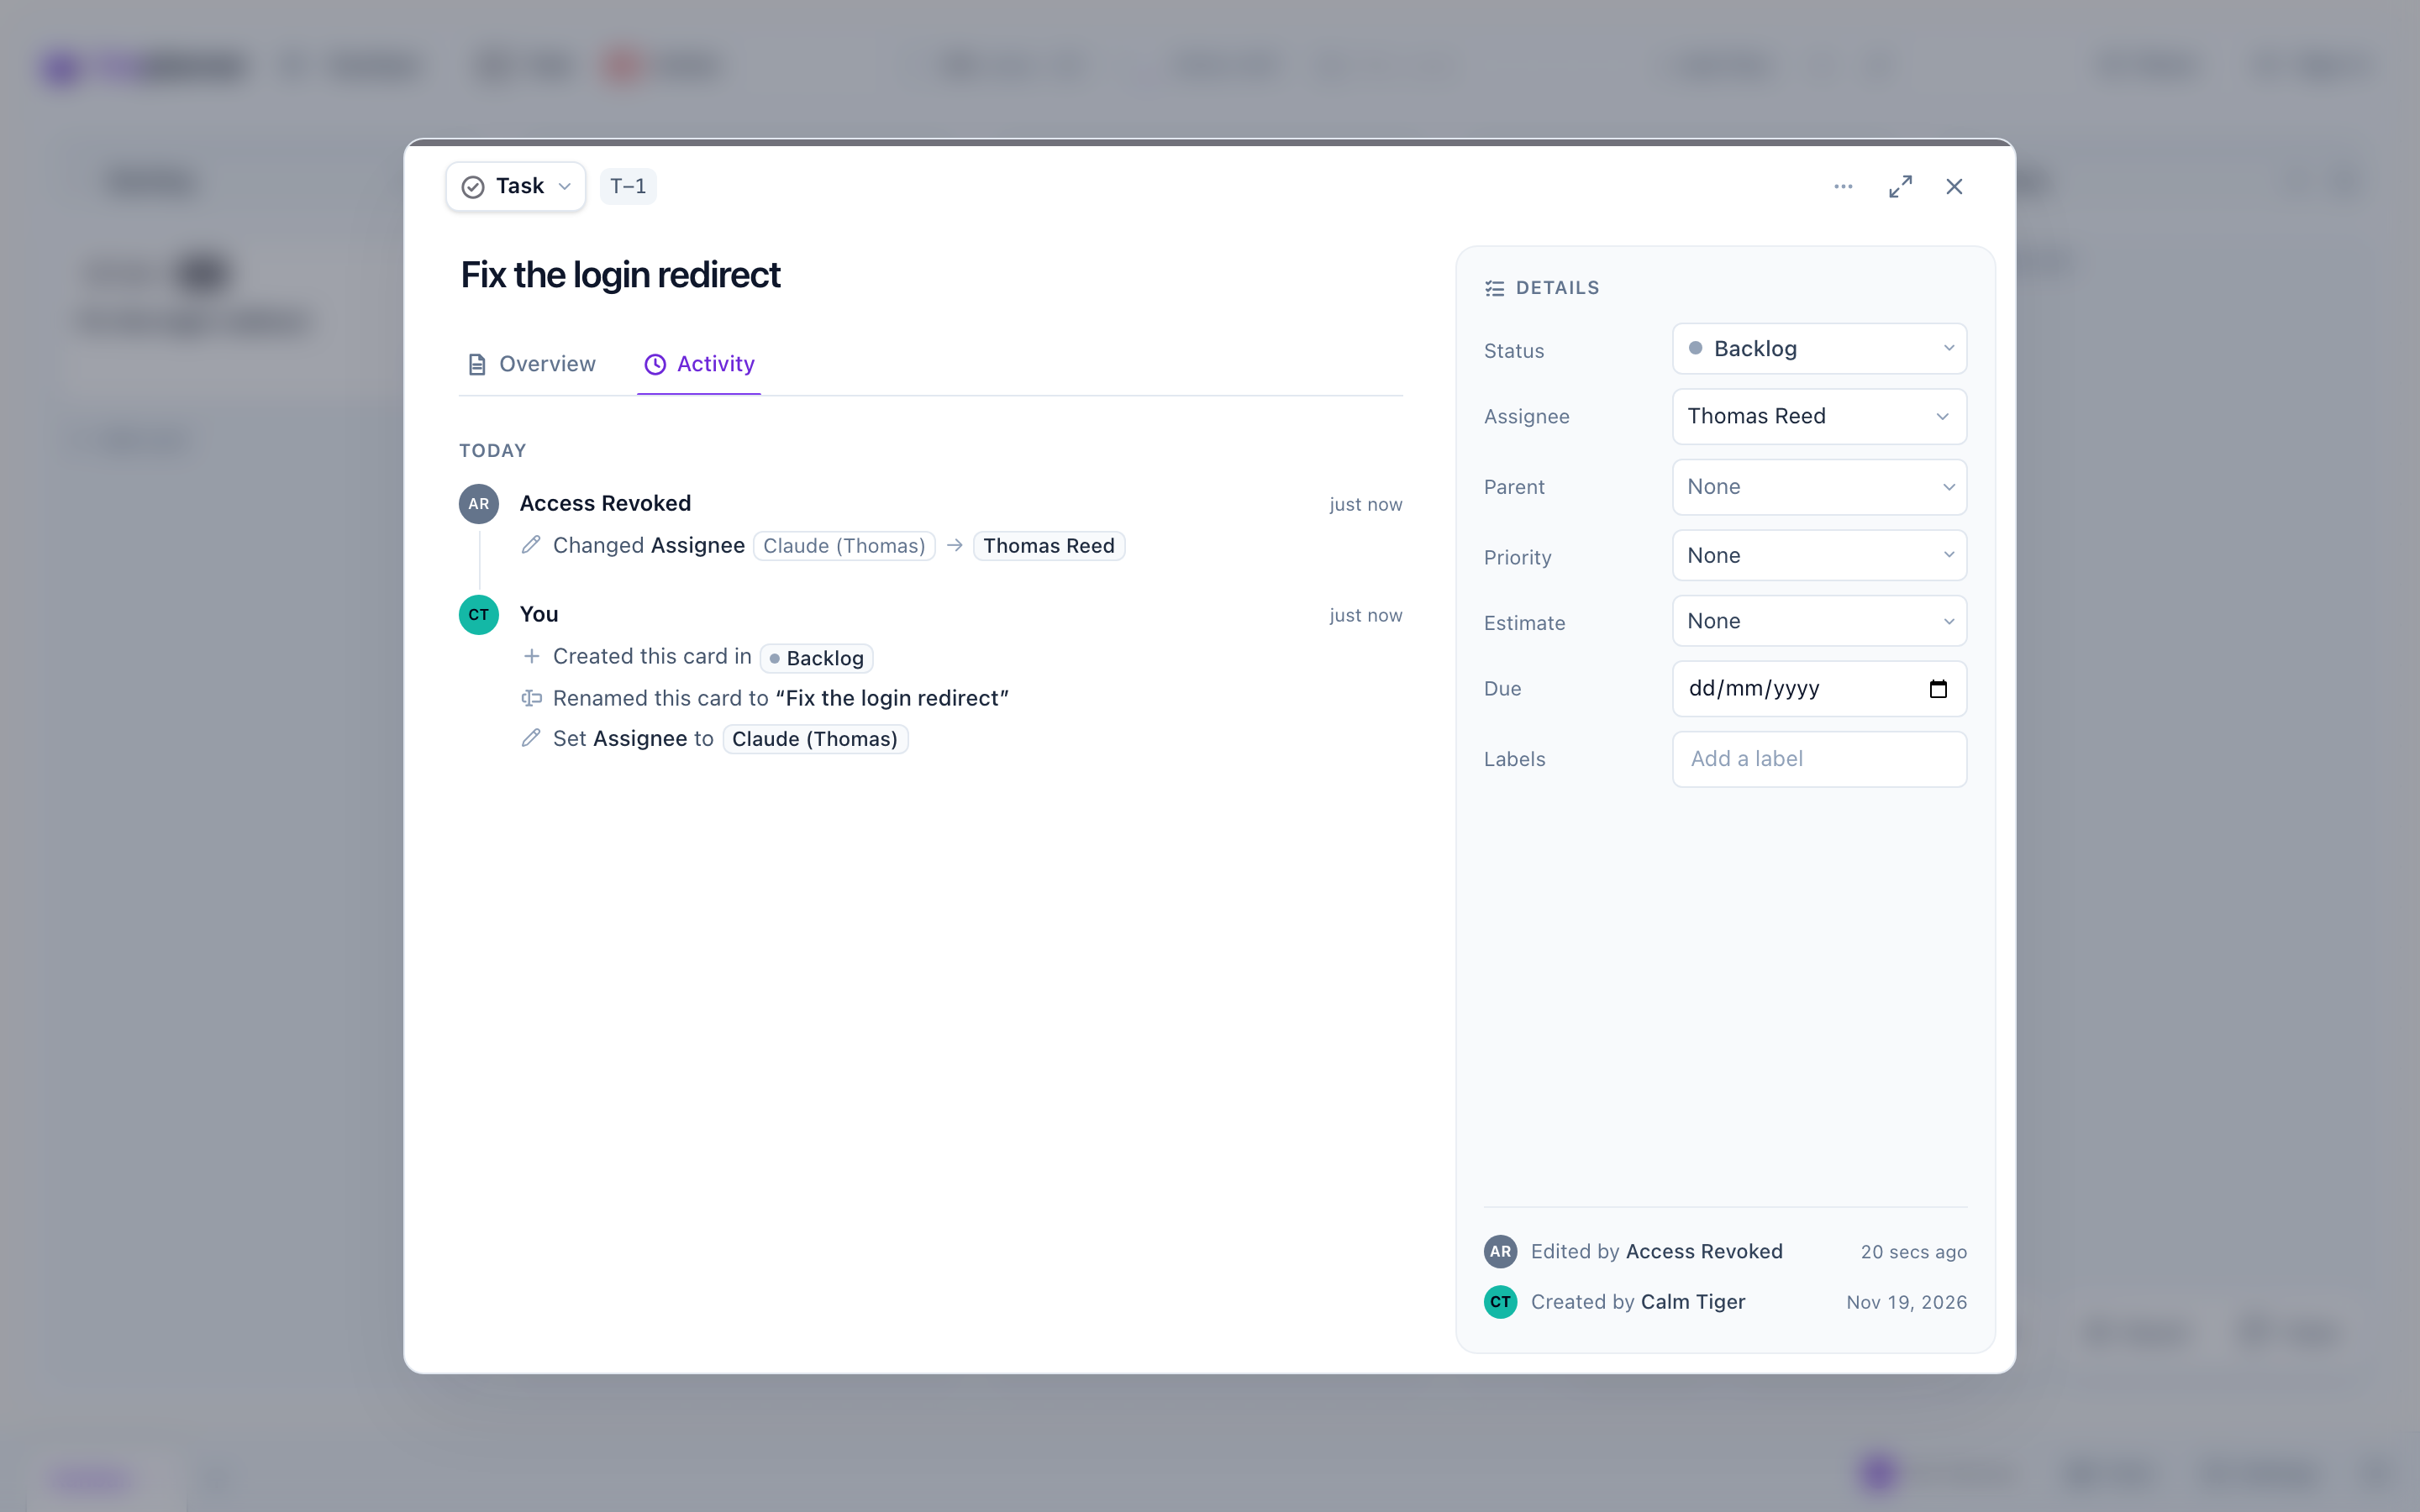 Task T–1
Fix the login redirect
Overview Activity
TODAY
AR Access Revoked just now
Changed Assignee Claude (Thomas) → Thomas Reed
CT You just now
Created this card in Backlog
Renamed this card to “Fix the login redirect”
Set Assignee to Claude (Thomas)
DETAILS
Status Backlog
Assignee Thomas Reed
Parent None
Priority None
Estimate None
Due dd/mm/yyyy
Labels Add a label
AR Edited by Access Revoked 20 secs ago
CT Created by Calm Tiger Nov 19, 2026